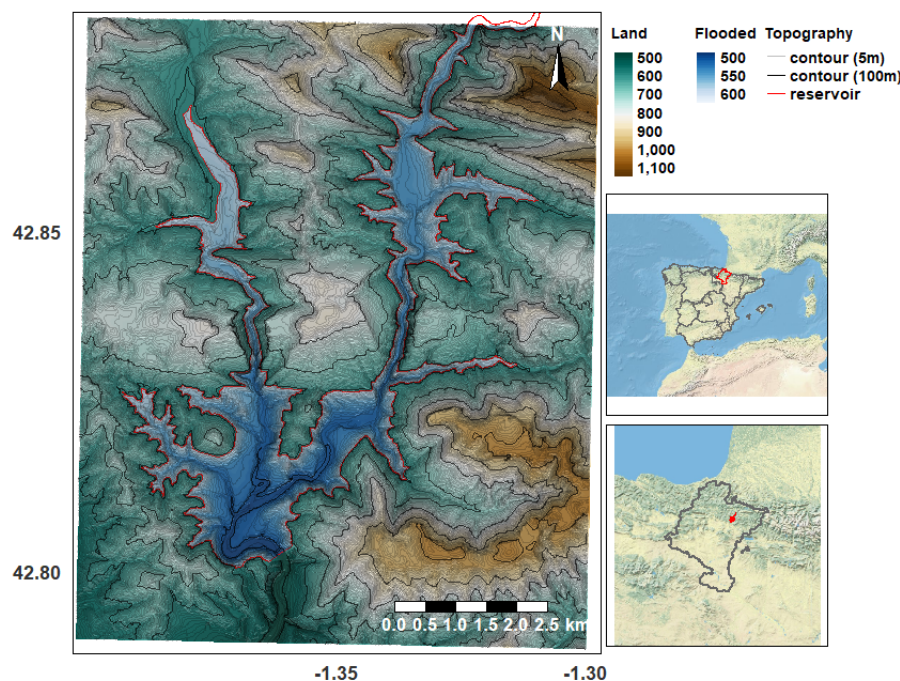 N
Land
500
600
700
800
900
1,000
1,100
Flooded
500
550
600
Topography
contour (5m)
contour (100m)
reservoir
42.85
42.80
0.0 0.5 1.0 1.5 2.0 2.5 km
-1.35
-1.30